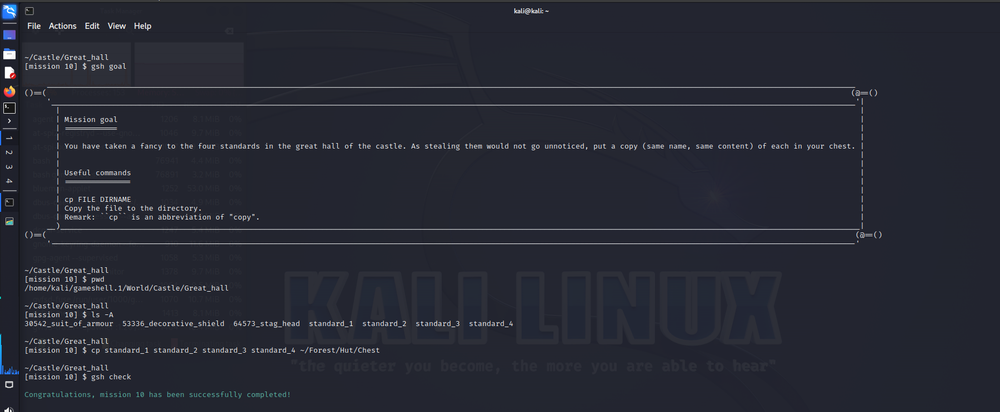 kali@kali: ~
File Actions Edit View Help
~/Castle/Great_hall
[mission 10] $ gsh goal
Mission goal
============
You have taken a fancy to the four standards in the great hall of the castle. As stealing them would not go unnoticed, put a copy (same name, same content) of each in your chest.
Useful commands
===============
cp FILE DIRNAME
Copy the file to the directory.
Remark: ``cp`` is an abbreviation of "copy".
~/Castle/Great_hall
[mission 10] $ pwd
/home/kali/gameshell.1/World/Castle/Great_hall
~/Castle/Great_hall
[mission 10] $ ls -A
30542_suit_of_armour 53336_decorative_shield 64573_stag_head standard_1 standard_2 standard_3 standard_4
~/Castle/Great_hall
[mission 10] $ cp standard_1 standard_2 standard_3 standard_4 ~/Forest/Hut/Chest
~/Castle/Great_hall
[mission 10] $ gsh check
Congratulations, mission 10 has been successfully completed!
KALI LINUX
"the quieter you become, the more you are able to hear"
1
2
3
4